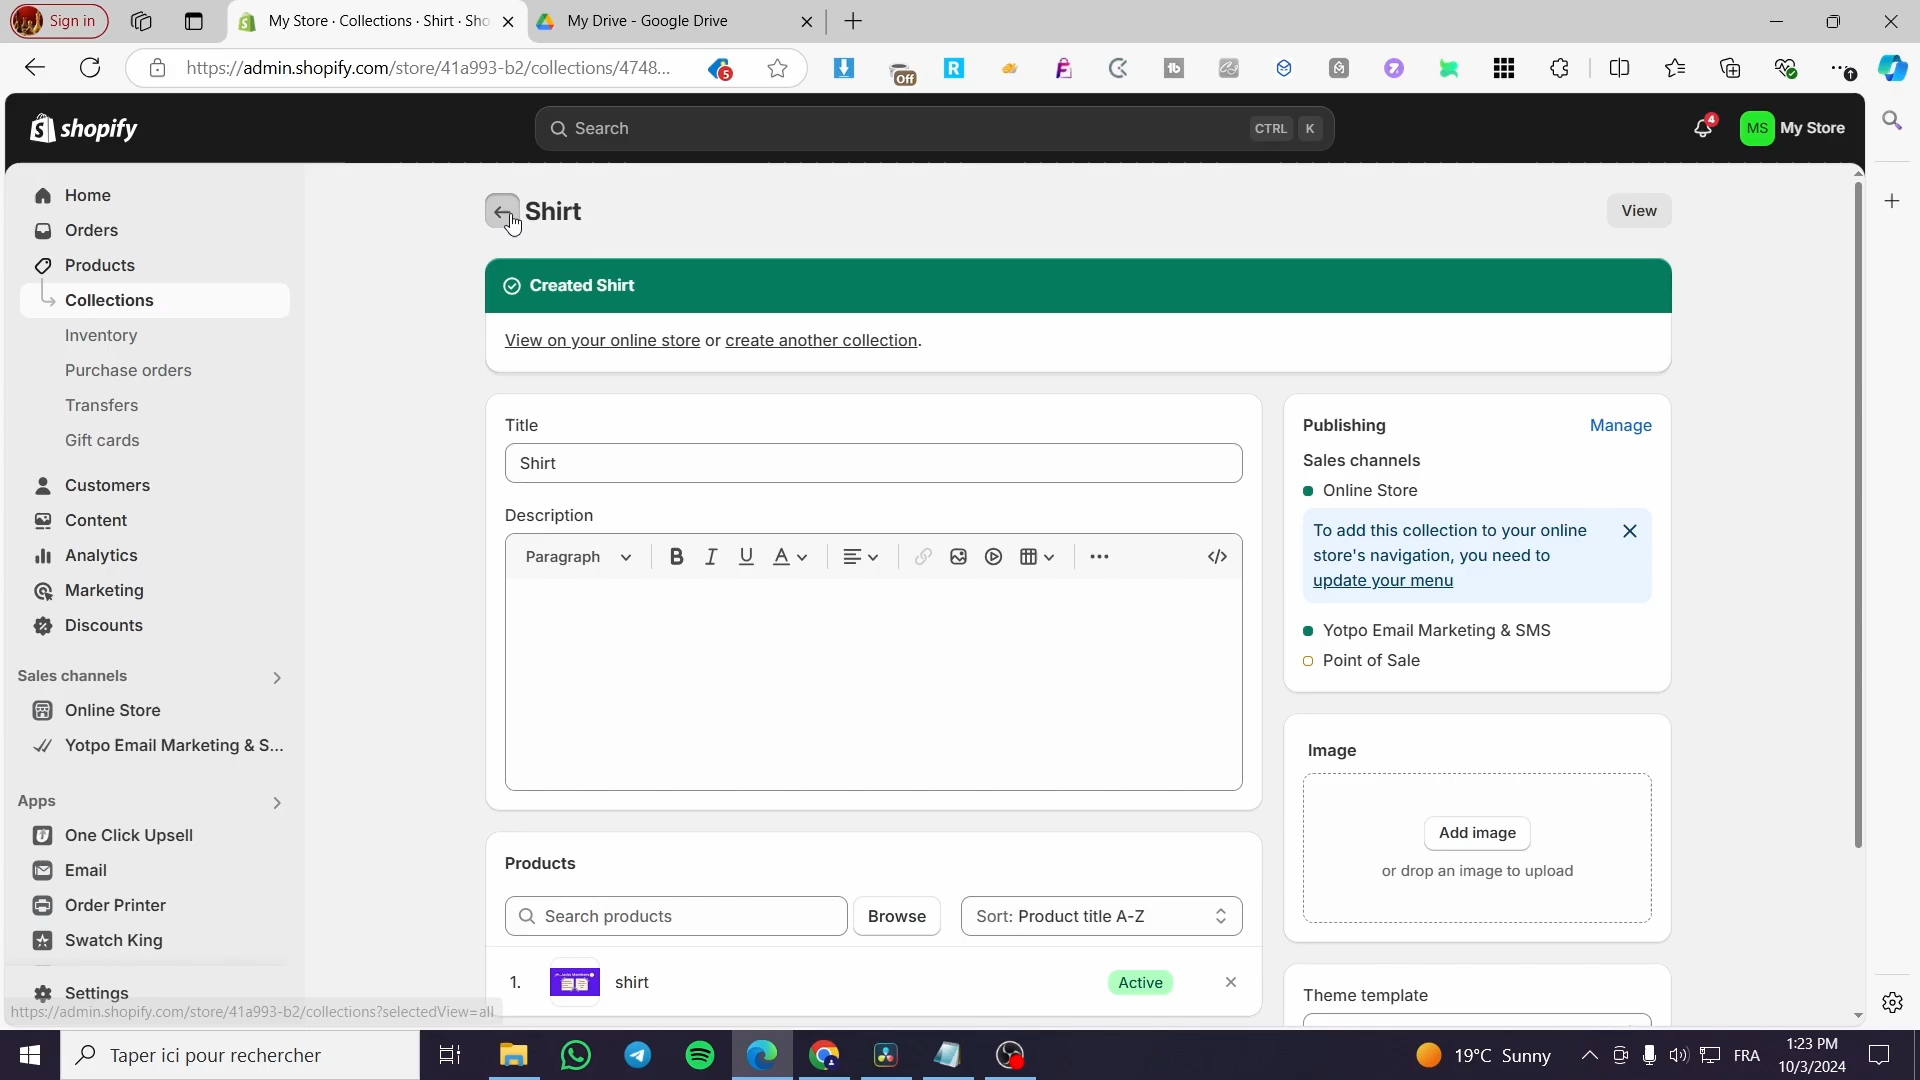 Sign in
My Store · Collections · Shirt · Sho
My Drive - Google Drive
https://admin.shopify.com/store/41a993-b2/collections/4748...
5
Off
shopify
Search
CTRL K
4
MS
My Store
Home
Orders
Products
Collections
Inventory
Purchase orders
Transfers
Gift cards
Customers
Content
Analytics
Marketing
Discounts
Sales channels
Online Store
Yotpo Email Marketing & S...
Apps
One Click Upsell
Email
Order Printer
Swatch King
Settings
https://admin.shopify.com/store/41a993-b2/collections?selectedView=all
Shirt
View
Created Shirt
View on your online store or create another collection.
Title
Shirt
Description
Paragraph
Products
Search products
Browse
Sort: Product title A-Z
1.
shirt
Active
Publishing
Manage
Sales channels
Online Store
To add this collection to your online
store's navigation, you need to
update your menu
Yotpo Email Marketing & SMS
Point of Sale
Image
Add image
or drop an image to upload
Theme template
Taper ici pour rechercher
19°C Sunny
FRA
1:23 PM
10/3/2024